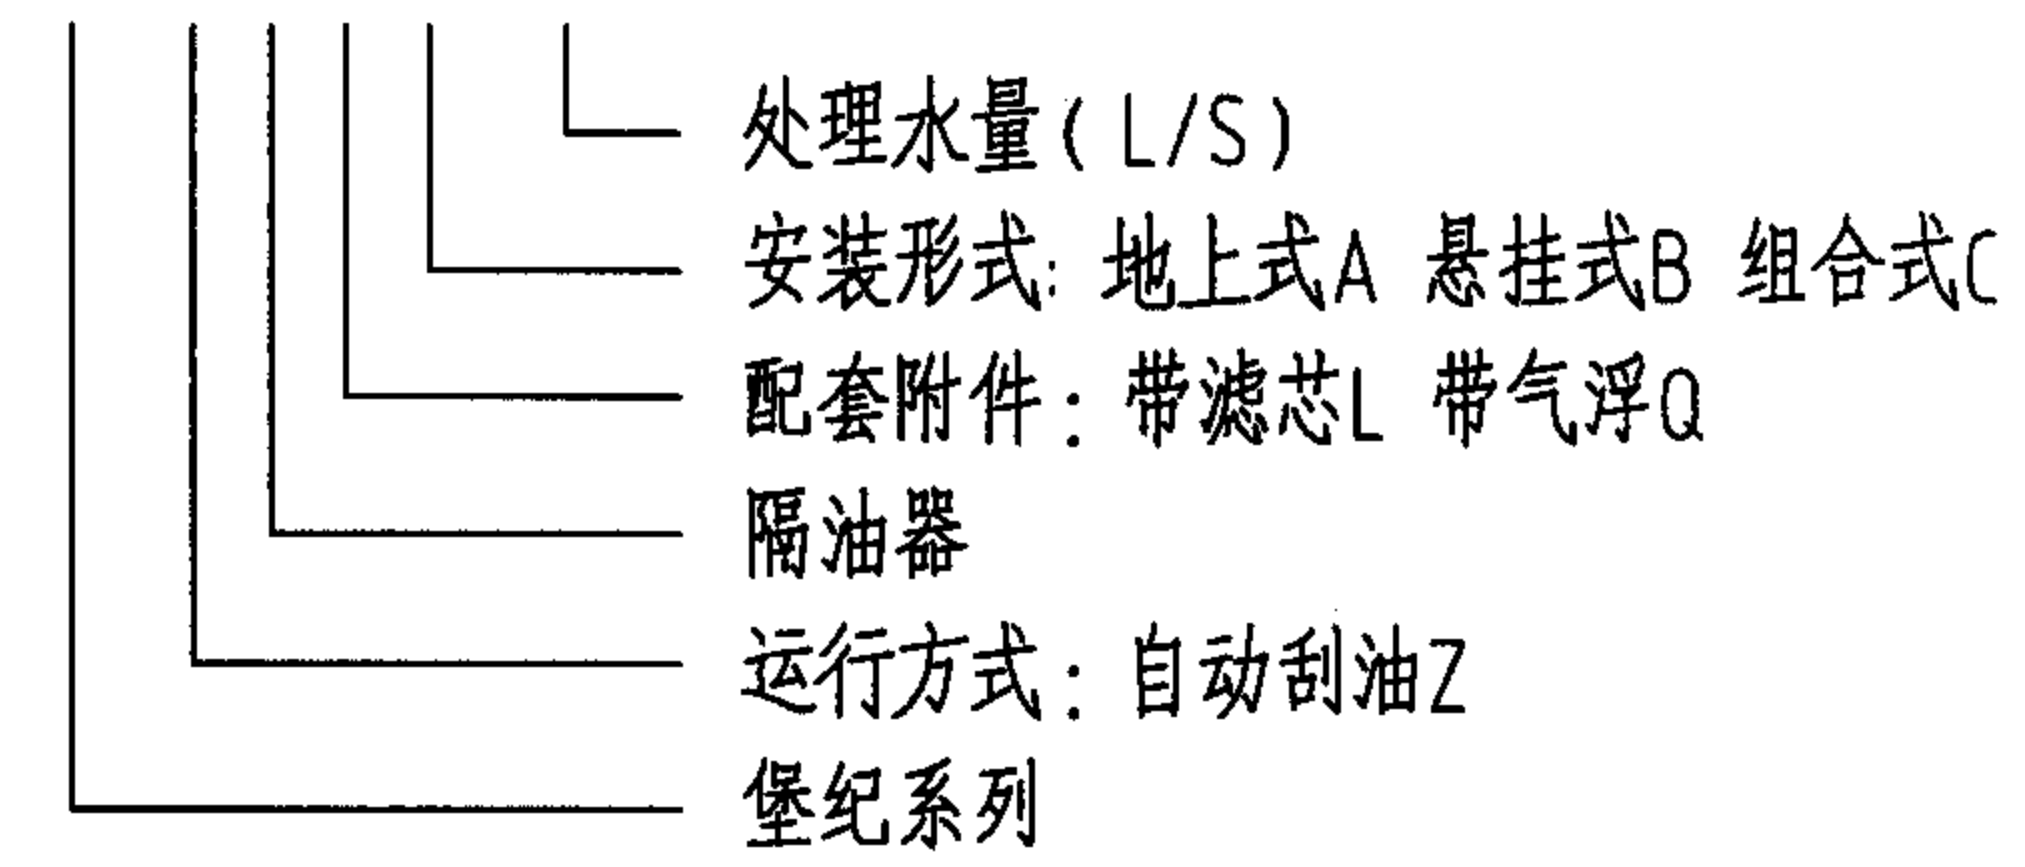 处理水量(L/S)
安装形式:地上式A 悬挂式B 组合式C
配套附件:带滤芯L 带气浮Q
隔油器
运行方式:自动刮油Z
堡纪系列